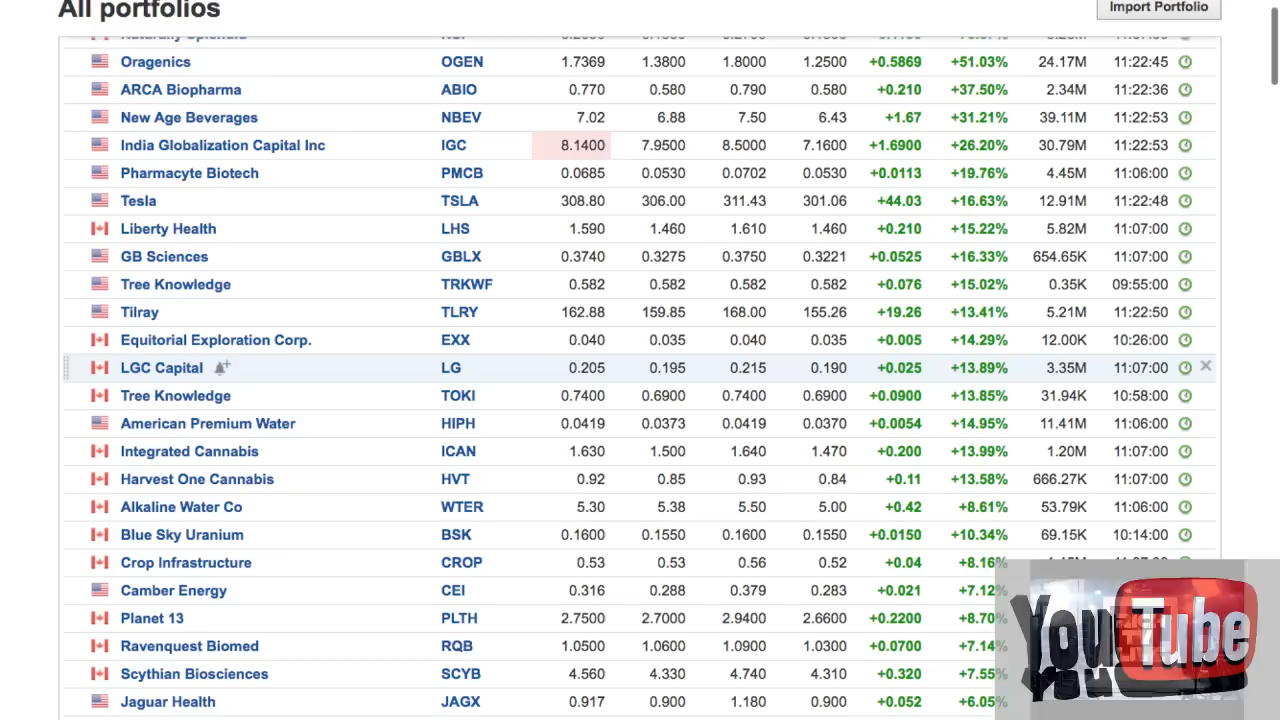 All portfolios
Import Portfolio
Oragenics OGEN 1.7369 1.3800 1.8000 1.2500 +0.5869 +51.03% 24.17M 11:22:45
ARCA Biopharma ABIO 0.770 0.580 0.790 0.580 +0.210 +37.50% 2.34M 11:22:36
New Age Beverages NBEV 7.02 6.88 7.50 6.43 +1.67 +31.21% 39.11M 11:22:53
India Globalization Capital Inc IGC 8.1400 7.9500 8.5000 7.1600 +1.6900 +26.20% 30.79M 11:22:53
Pharmacyte Biotech PMCB 0.0685 0.0530 0.0702 0.0530 +0.0113 +19.76% 4.45M 11:06:00
Tesla TSLA 308.80 306.00 311.43 301.06 +44.03 +16.63% 12.91M 11:22:48
Liberty Health LHS 1.590 1.460 1.610 1.460 +0.210 +15.22% 5.82M 11:07:00
GB Sciences GBLX 0.3740 0.3275 0.3750 0.3221 +0.0525 +16.33% 654.65K 11:07:00
Tree Knowledge TRKWF 0.582 0.582 0.582 0.582 +0.076 +15.02% 0.35K 09:55:00
Tilray TLRY 162.88 159.85 168.00 155.26 +19.26 +13.41% 5.21M 11:22:50
Equitorial Exploration Corp. EXX 0.040 0.035 0.040 0.035 +0.005 +14.29% 12.00K 10:26:00
LGC Capital LG 0.205 0.195 0.215 0.190 +0.025 +13.89% 3.35M 11:07:00
Tree Knowledge TOKI 0.7400 0.6900 0.7400 0.6900 +0.0900 +13.85% 31.94K 10:58:00
American Premium Water HIPH 0.0419 0.0373 0.0419 0.0370 +0.0054 +14.95% 11.41M 11:06:00
Integrated Cannabis ICAN 1.630 1.500 1.640 1.470 +0.200 +13.99% 1.20M 11:07:00
Harvest One Cannabis HVT 0.92 0.85 0.93 0.84 +0.11 +13.58% 666.27K 11:07:00
Alkaline Water Co WTER 5.30 5.38 5.50 5.00 +0.42 +8.61% 53.79K 11:06:00
Blue Sky Uranium BSK 0.1600 0.1550 0.1600 0.1550 +0.0150 +10.34% 69.15K 10:14:00
Crop Infrastructure CROP 0.53 0.53 0.56 0.52 +0.04 +8.16%
Camber Energy CEI 0.316 0.288 0.379 0.283 +0.021 +7.12%
Planet 13 PLTH 2.7500 2.7000 2.9400 2.6600 +0.2200 +8.70%
Ravenquest Biomed RQB 1.0500 1.0600 1.0900 1.0300 +0.0700 +7.14%
Scythian Biosciences SCYB 4.560 4.330 4.740 4.310 +0.320 +7.55%
Jaguar Health JAGX 0.917 0.900 1.180 0.900 +0.052 +6.05%
YouTube